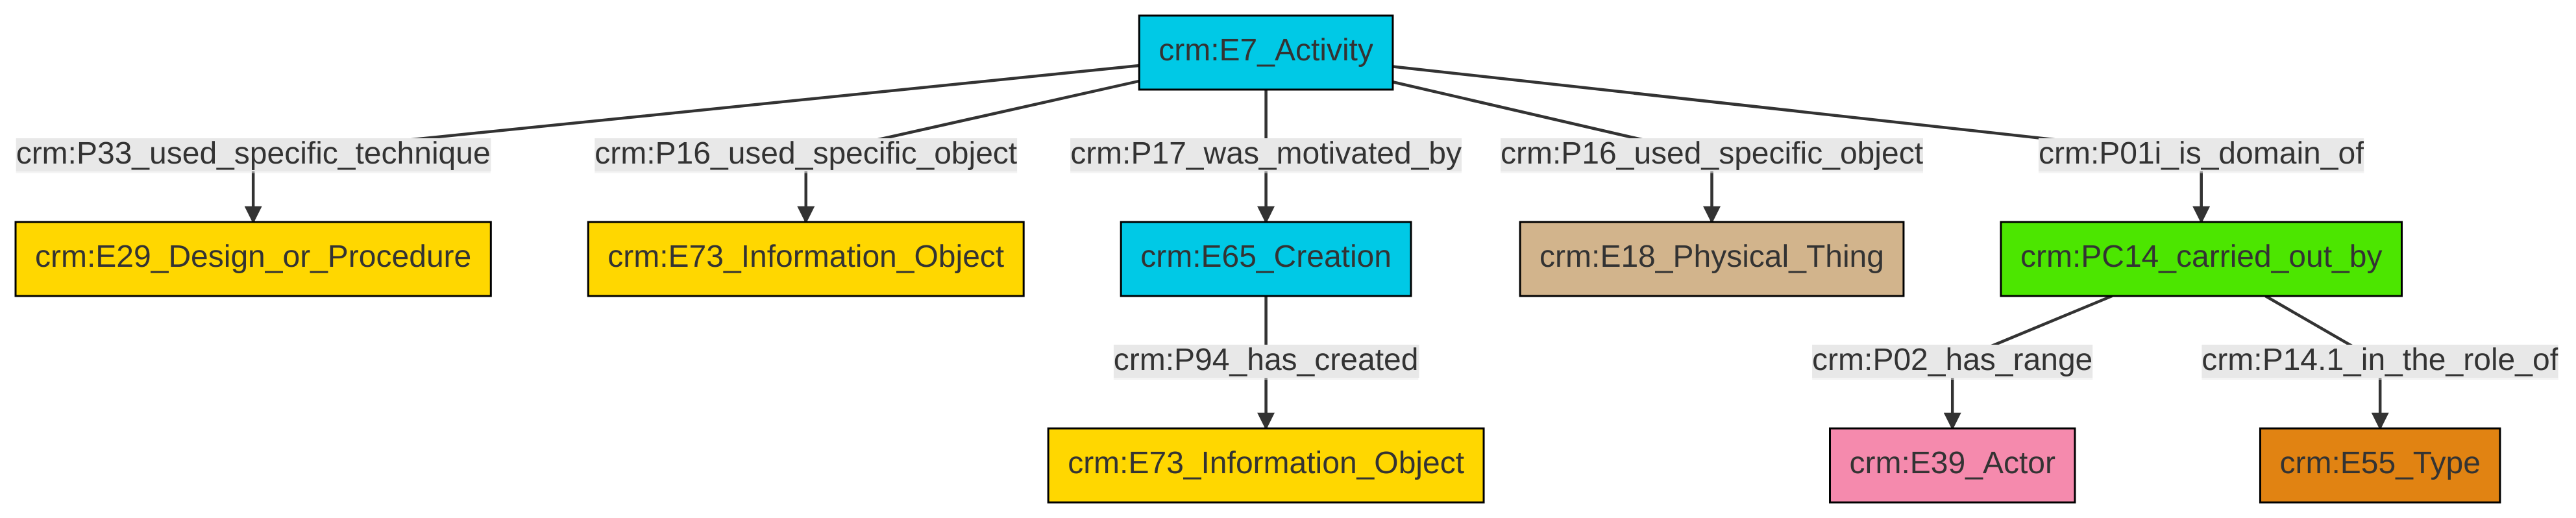 crm:E7_Activity
crm:P33_used_specific_technique
crm:P16_used_specific_object
crm:P17_was_motivated_by
crm:P16_used_specific_object
crm:P01i_is_domain_of
crm:E29_Design_or_Procedure
crm:E73_Information_Object
crm:E65_Creation
crm:E18_Physical_Thing
crm:PC14_carried_out_by
crm:P94_has_created
crm:P02_has_range
crm:P14.1_in_the_role_of
crm:E73_Information_Object
crm:E39_Actor
crm:E55_Type